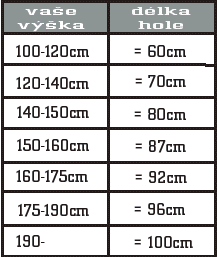 vaše délka
výška hole
100-120cm = 60cm
120-140cm = 70cm
140-150cm = 80cm
150-160cm = 87cm
160-175cm = 92cm
175-190cm = 96cm
190- = 100cm